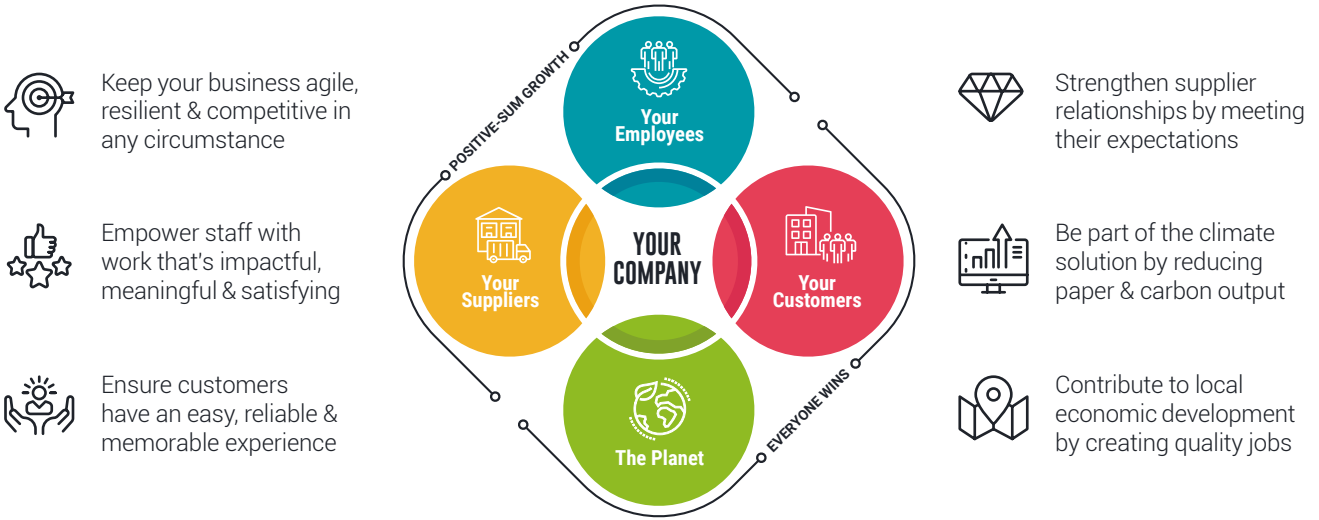 Keep your business agile,
resilient & competitive in
any circumstance
Empower staff with
work that's impactful,
meaningful & satisfying
Ensure customers
have an easy, reliable &
memorable experience
POSITIVE-SUM GROWTH
Your
Employees
Your
Suppliers
YOUR
COMPANY
Your
Customers
The Planet
EVERYONE WINS
Strengthen supplier
relationships by meeting
their expectations
Be part of the climate
solution by reducing
paper & carbon output
Contribute to local
economic development
by creating quality jobs